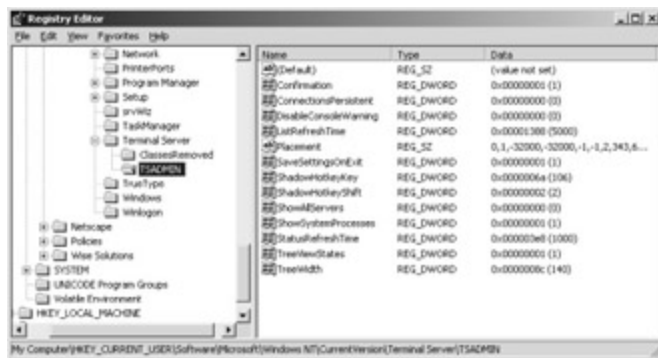 Registry Editor
File Edit View Favorites Help
Network
PrinterPorts
Program Manager
Setup
srvWiz
TaskManager
Terminal Server
ClassesRemoved
TSADMIN
TrueType
Windows
Winlogon
Netscape
Policies
Wise Solutions
SYSTEM
UNICODE Program Groups
Volatile Environment
HKEY_LOCAL_MACHINE
Name Type Data
(Default) REG_SZ (value not set)
Confirmation REG_DWORD 0x00000001 (1)
ConnectionsPersistent REG_DWORD 0x00000000 (0)
DisableConsoleWarning REG_DWORD 0x00000000 (0)
ListRefreshTime REG_DWORD 0x00001388 (5000)
Placement REG_SZ 0,1,-32000,-32000,-1,-1,2,343,6...
SaveSettingsOnExit REG_DWORD 0x00000001 (1)
ShadowHotkeyKey REG_DWORD 0x0000006a (106)
ShadowHotkeyShift REG_DWORD 0x00000002 (2)
ShowAllServers REG_DWORD 0x00000000 (0)
ShowSystemProcesses REG_DWORD 0x00000001 (1)
StatusRefreshTime REG_DWORD 0x000003e8 (1000)
TreeViewStates REG_DWORD 0x00000001 (1)
TreeWidth REG_DWORD 0x0000008c (140)
My Computer\HKEY_CURRENT_USER\Software\Microsoft\Windows NT\CurrentVersion\Terminal Server\TSADMIN